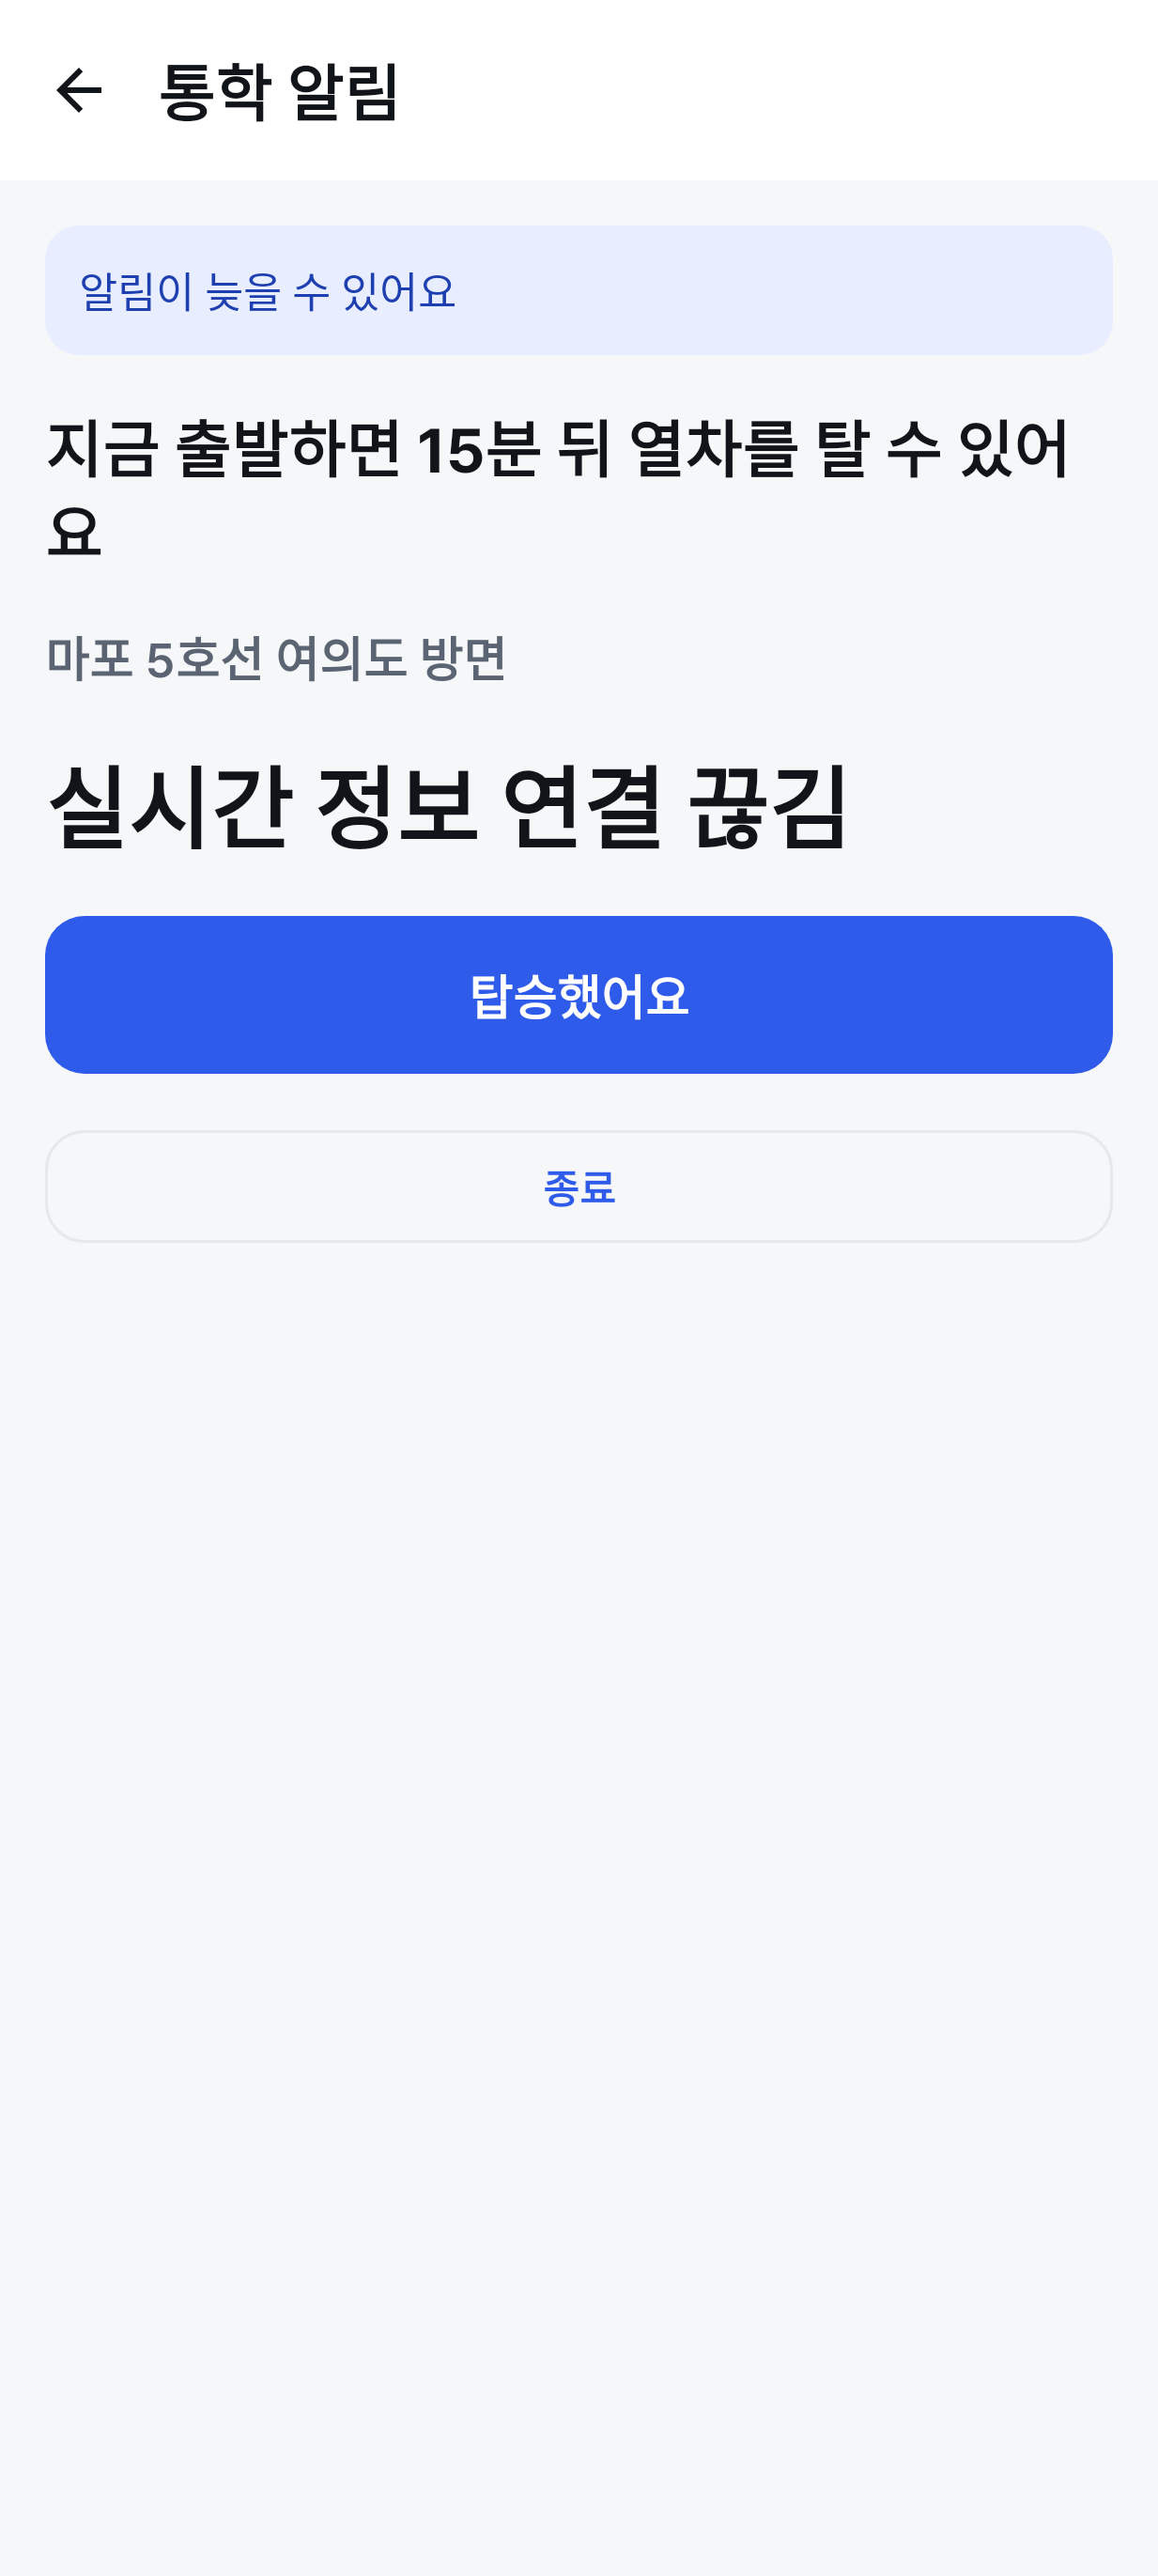 통학 알림
알림이 늦을 수 있어요
지금 출발하면 15분 뒤 열차를 탈 수 있어
요
마포 5호선 여의도 방면
실시간 정보 연결 끊김
탑승했어요
종료